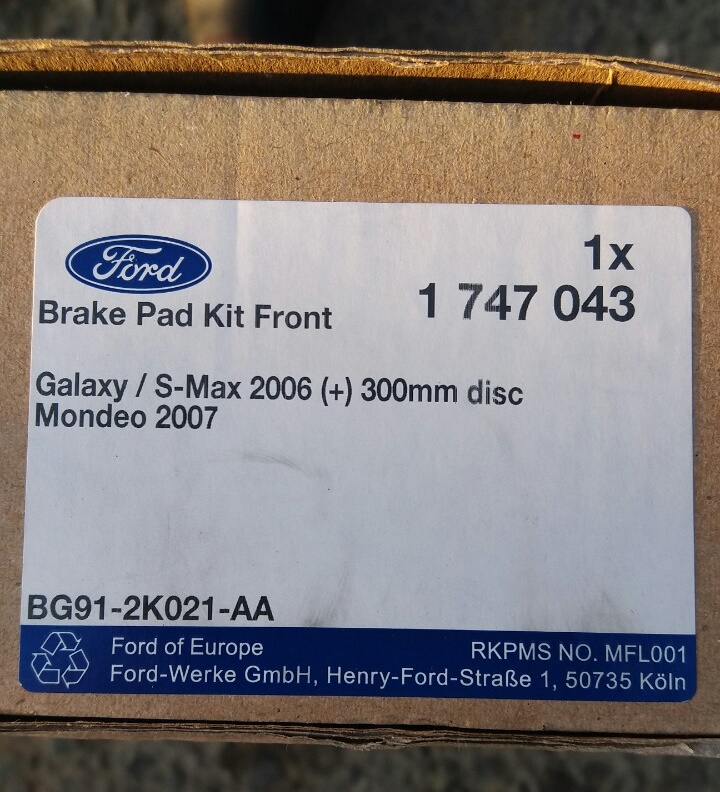 Ford
1x
Brake Pad Kit Front
1 747 043
Galaxy / S-Max 2006 (+) 300mm disc
Mondeo 2007
BG91-2K021-AA
Ford of Europe
RKPMS NO. MFL001
Ford-Werke GmbH, Henry-Ford-Straße 1, 50735 Köln